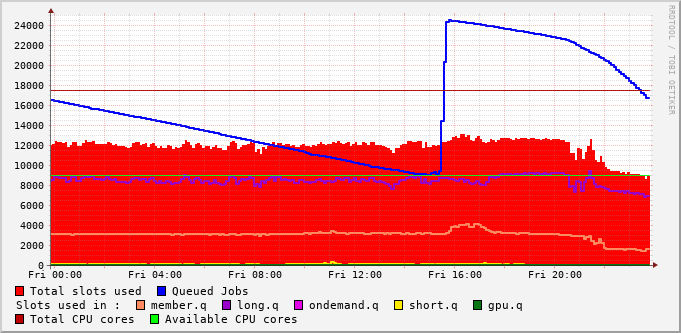 24000
22000
20000
18000
16000
14000
12000
10000
8000
6000
4000
2000
0
Fri 00:00 Fri 04:00 Fri 08:00 Fri 12:00 Fri 16:00 Fri 20:00
Total slots used Queued Jobs
Slots used in : member.q long.q ondemand.q short.q gpu.q
Total CPU cores Available CPU cores
RRDTOOL / TOBI OETIKER